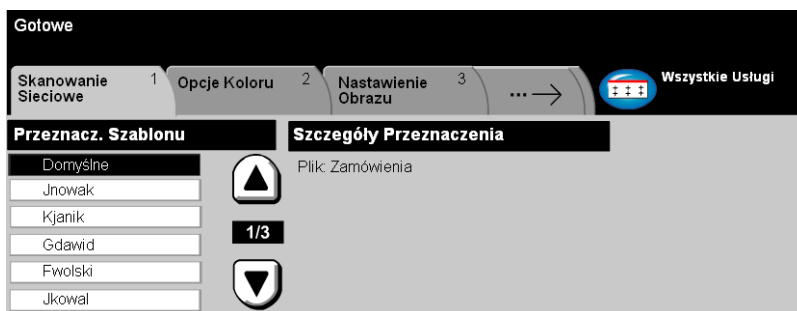 Gotowe
Skanowanie Sieciowe
1
Opcje Koloru
2
Nastawienie Obrazu
3
Wszystkie Usługi
Przeznacz. Szablonu
Szczegóły Przeznaczenia
Domyślne
Plik: Zamówienia
Jnowak
Kjanik
1/3
Gdawid
Fwolski
Jkowal